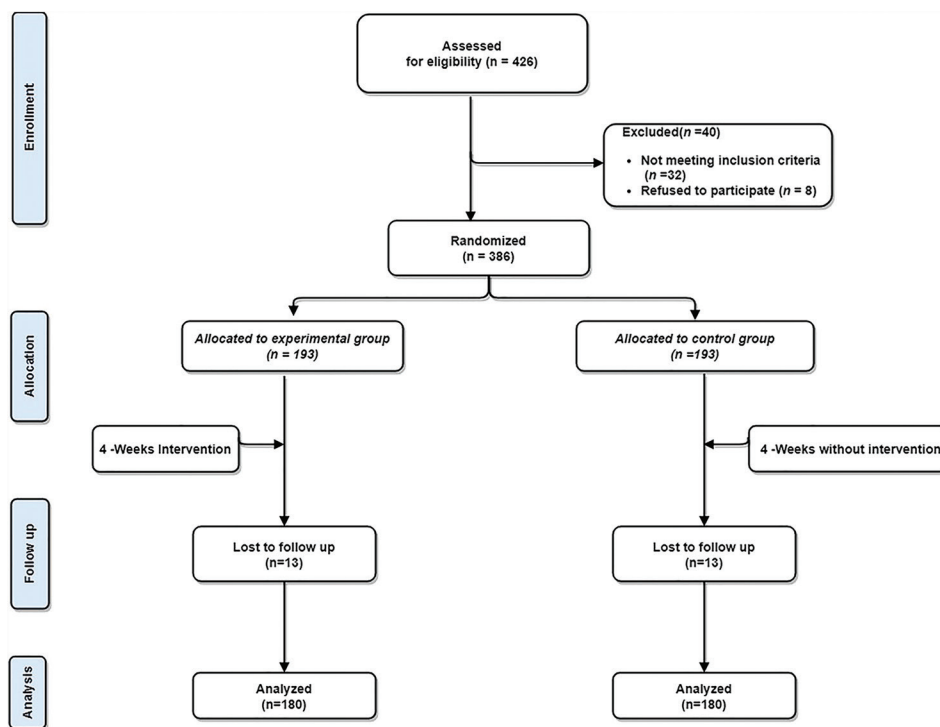 Enrollment
Assessed
for eligibility (n = 426)
Excluded(n =40)
• Not meeting inclusion criteria
(n =32)
• Refused to participate (n = 8)
Randomized
(n = 386)
Allocation
Allocated to experimental group
(n = 193)
Allocated to control group
(n =193)
4 -Weeks Intervention
4 -Weeks without intervention
Follow up
Lost to follow up
(n=13)
Lost to follow up
(n=13)
Analysis
Analyzed
(n=180)
Analyzed
(n=180)